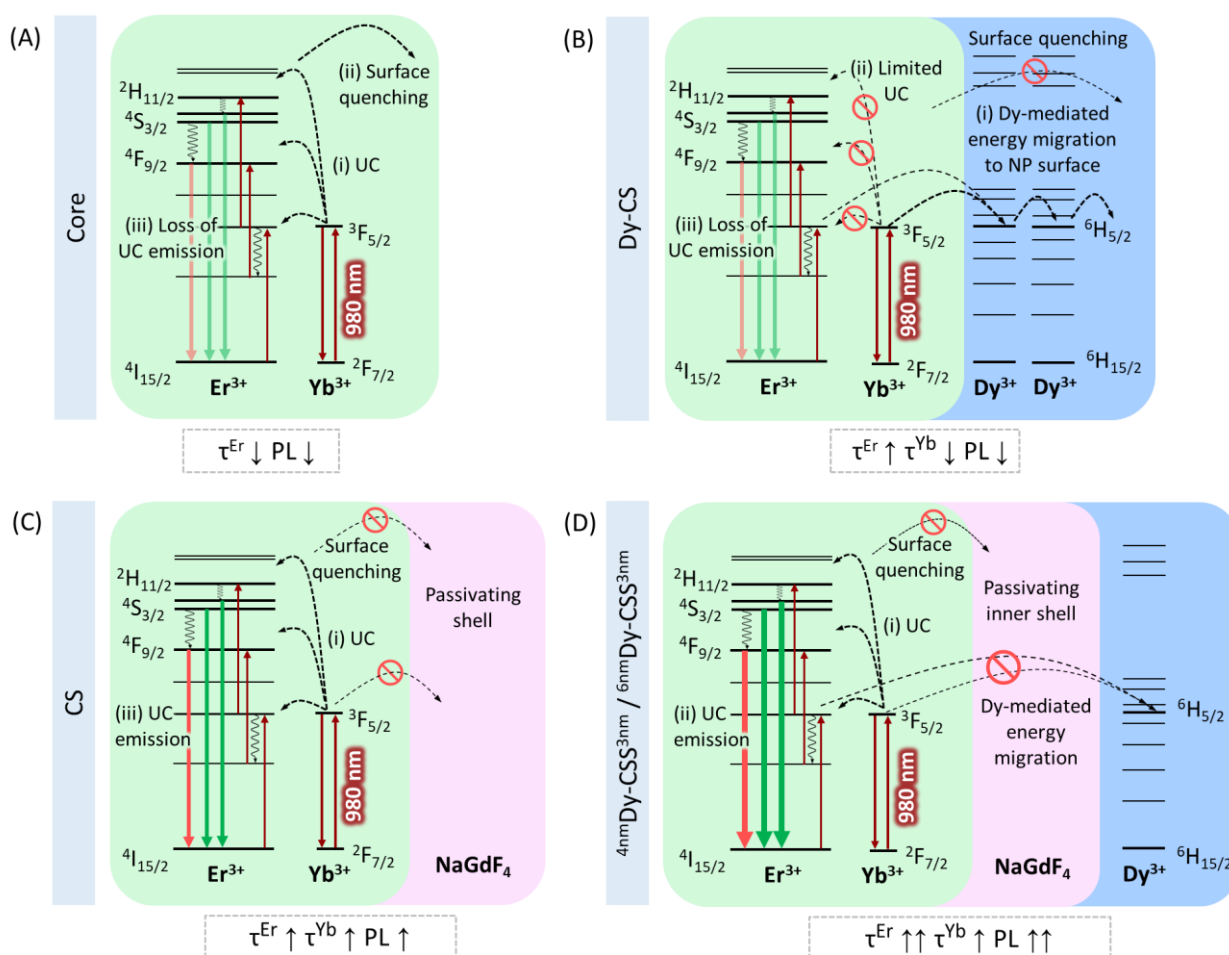 (A)
Core
(ii) Surface
quenching
²H₁₁/₂
⁴S₃/₂
⁴F₉/₂
(i) UC
(iii) Loss of
UC emission
³F₅/₂
980 nm
⁴I₁₅/₂
²F₇/₂
Er³⁺
Yb³⁺
τᴱʳ ↓ PL ↓
(B)
Dy-CS
Surface quenching
(ii) Limited
UC
²H₁₁/₂
⁴S₃/₂
(i) Dy-mediated
energy migration
to NP surface
⁴F₉/₂
(iii) Loss of
UC emission
³F₅/₂
⁶H₅/₂
980 nm
⁴I₁₅/₂
²F₇/₂
⁶H₁₅/₂
Er³⁺
Yb³⁺
Dy³⁺
Dy³⁺
τᴱʳ ↑ τʸᵇ ↓ PL ↓
(C)
CS
Surface
quenching
Passivating
shell
²H₁₁/₂
⁴S₃/₂
⁴F₉/₂
(i) UC
(iii) UC
emission
³F₅/₂
980 nm
⁴I₁₅/₂
²F₇/₂
Er³⁺
Yb³⁺
NaGdF₄
τᴱʳ ↑ τʸᵇ ↑ PL ↑
(D)
⁴ⁿᵐDy-CSS³ⁿᵐ / ⁶ⁿᵐDy-CSS³ⁿᵐ
Surface
quenching
Passivating
inner shell
²H₁₁/₂
⁴S₃/₂
⁴F₉/₂
(i) UC
(ii) UC
emission
³F₅/₂
Dy-mediated
energy
migration
⁶H₅/₂
980 nm
⁴I₁₅/₂
²F₇/₂
⁶H₁₅/₂
Er³⁺
Yb³⁺
NaGdF₄
Dy³⁺
τᴱʳ ↑↑ τʸᵇ ↑ PL ↑↑